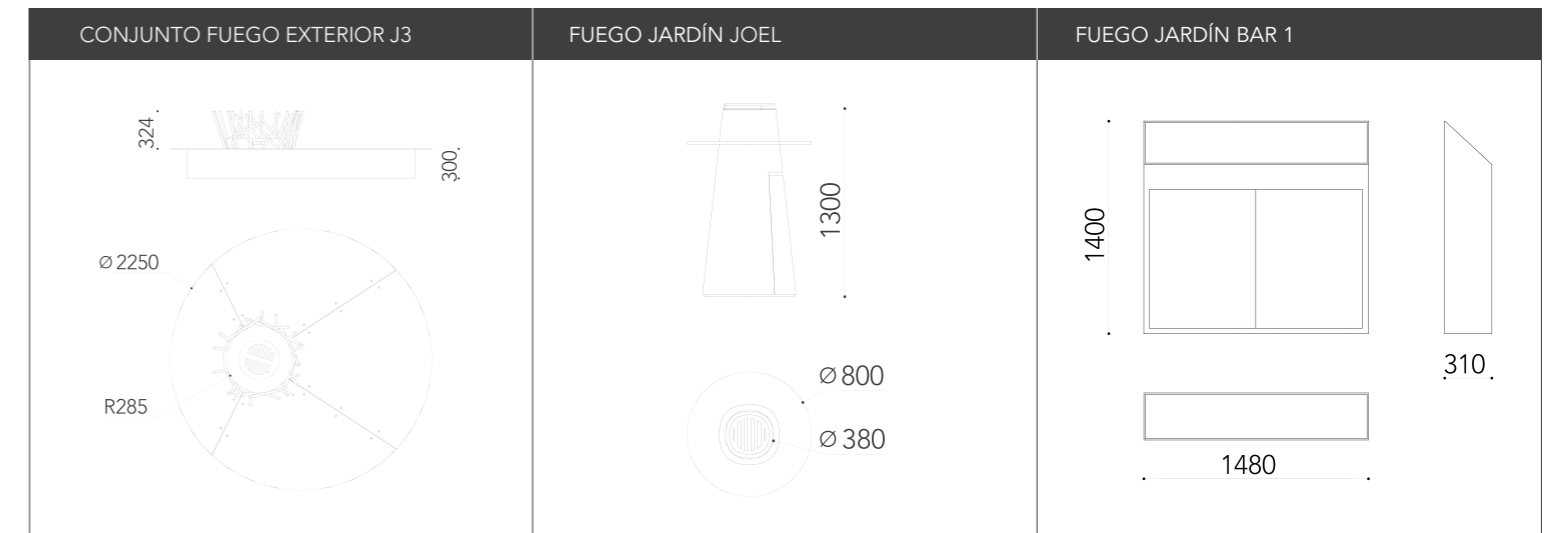 CONJUNTO FUEGO EXTERIOR J3
324
300
Ø 2250
R285
FUEGO JARDÍN JOEL
1300
Ø 800
Ø 380
FUEGO JARDÍN BAR 1
1400
310
1480